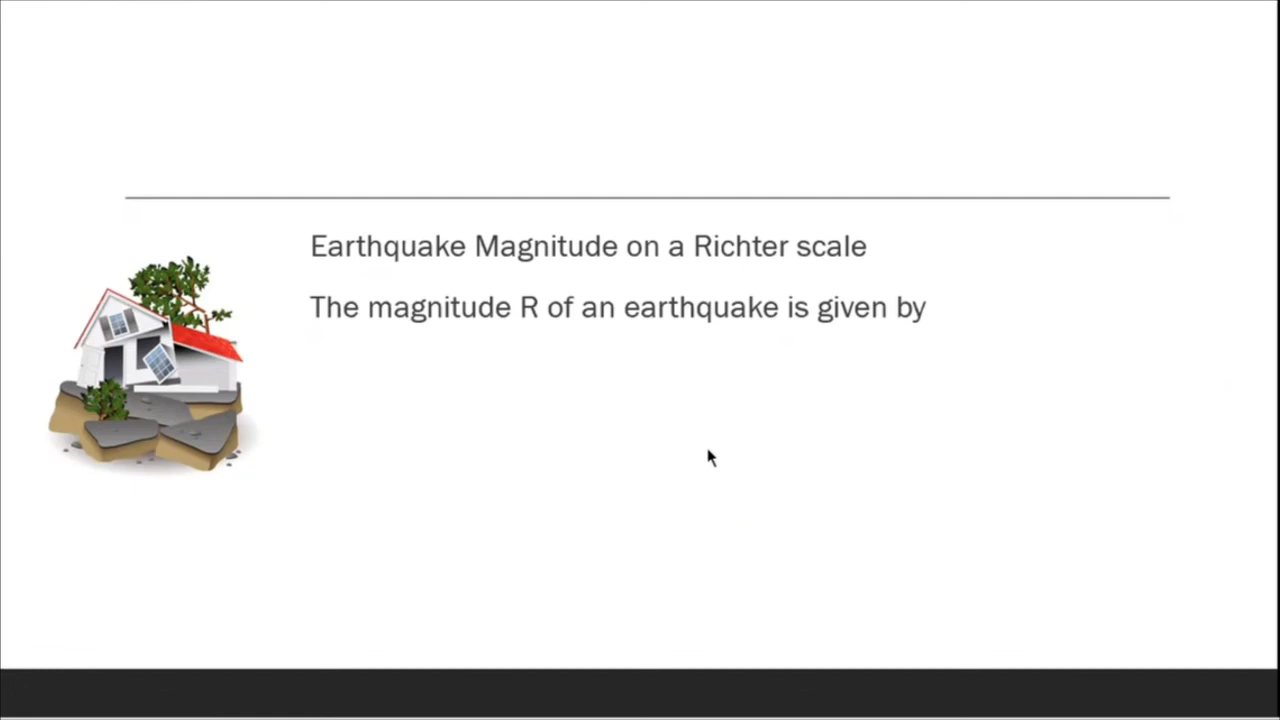 Earthquake Magnitude on a Richter scale
The magnitude R of an earthquake is given by